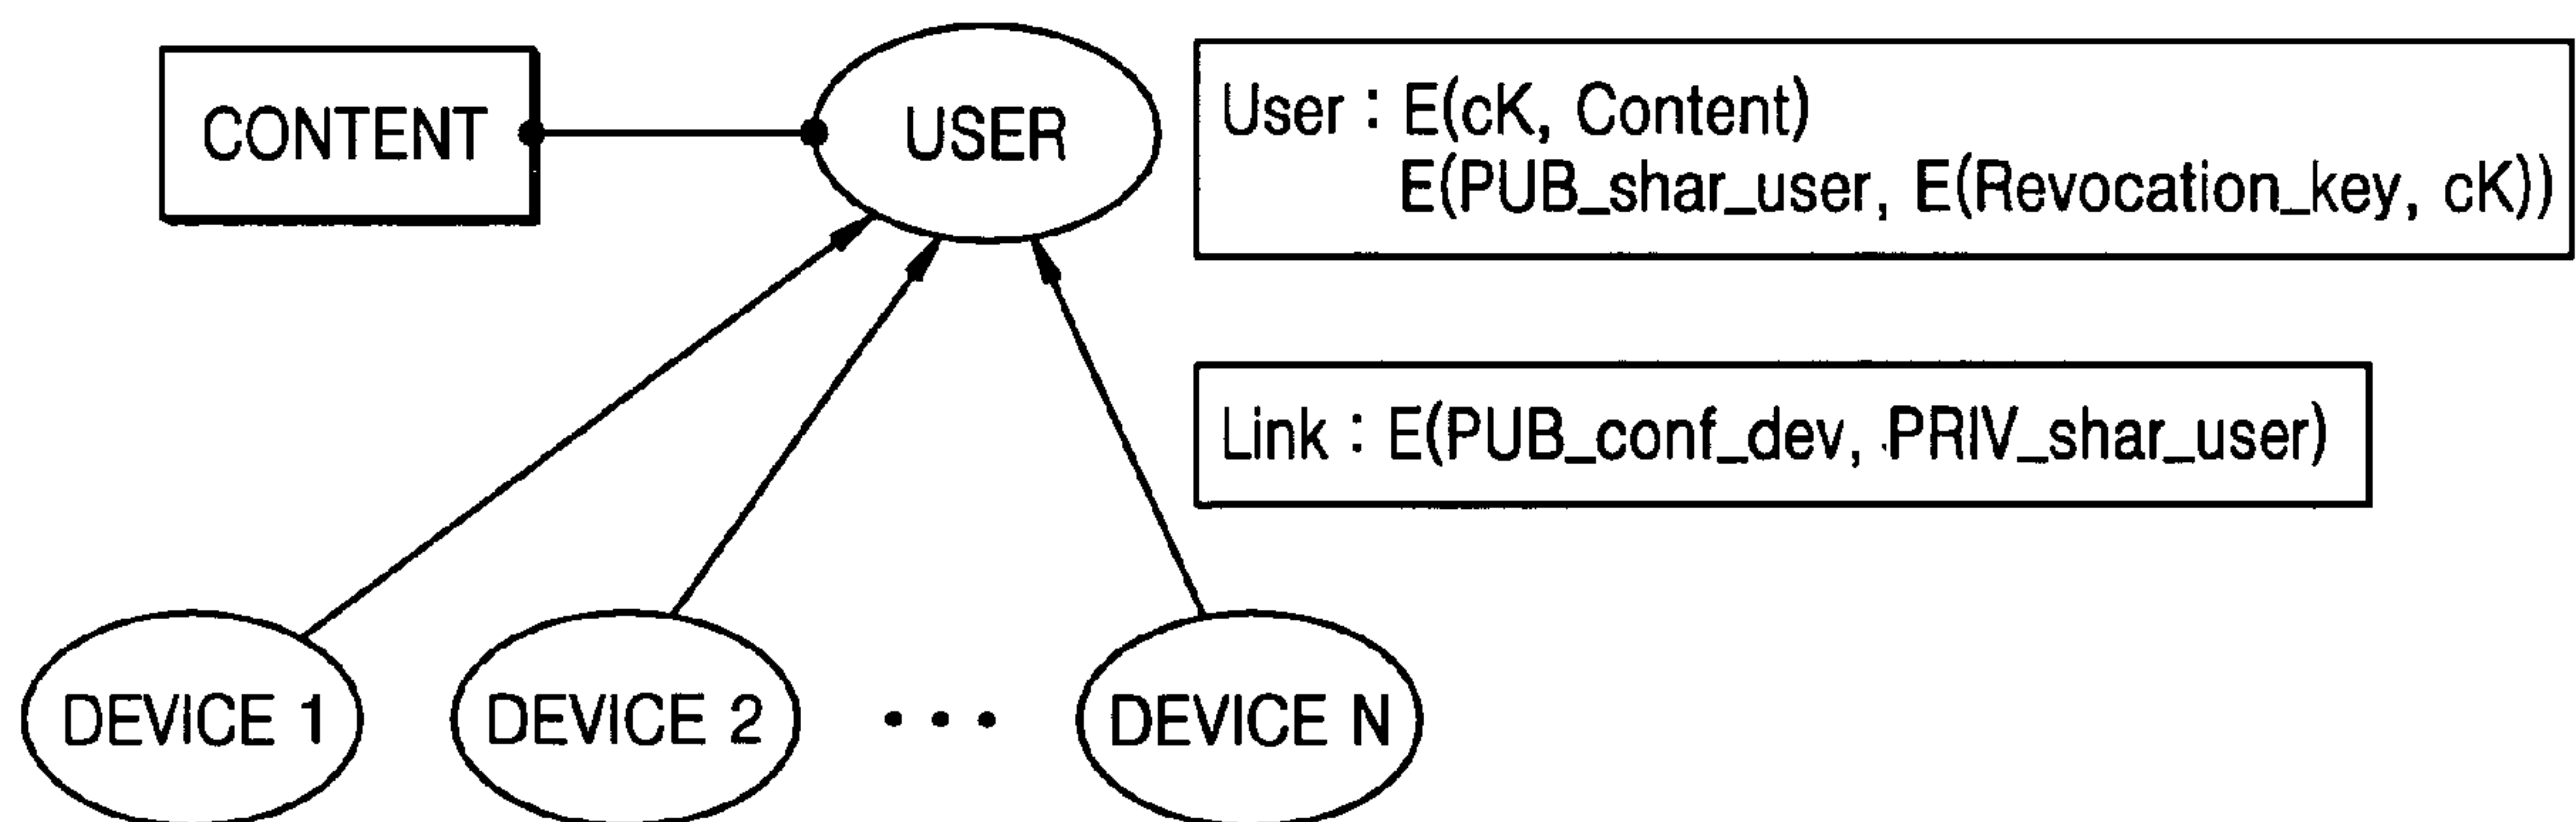 CONTENT
USER
User : E(cK, Content)
E(PUB_shar_user, E(Revocation_key, cK))
Link : E(PUB_conf_dev, PRIV_shar_user)
DEVICE 1
DEVICE 2
• • •
DEVICE N